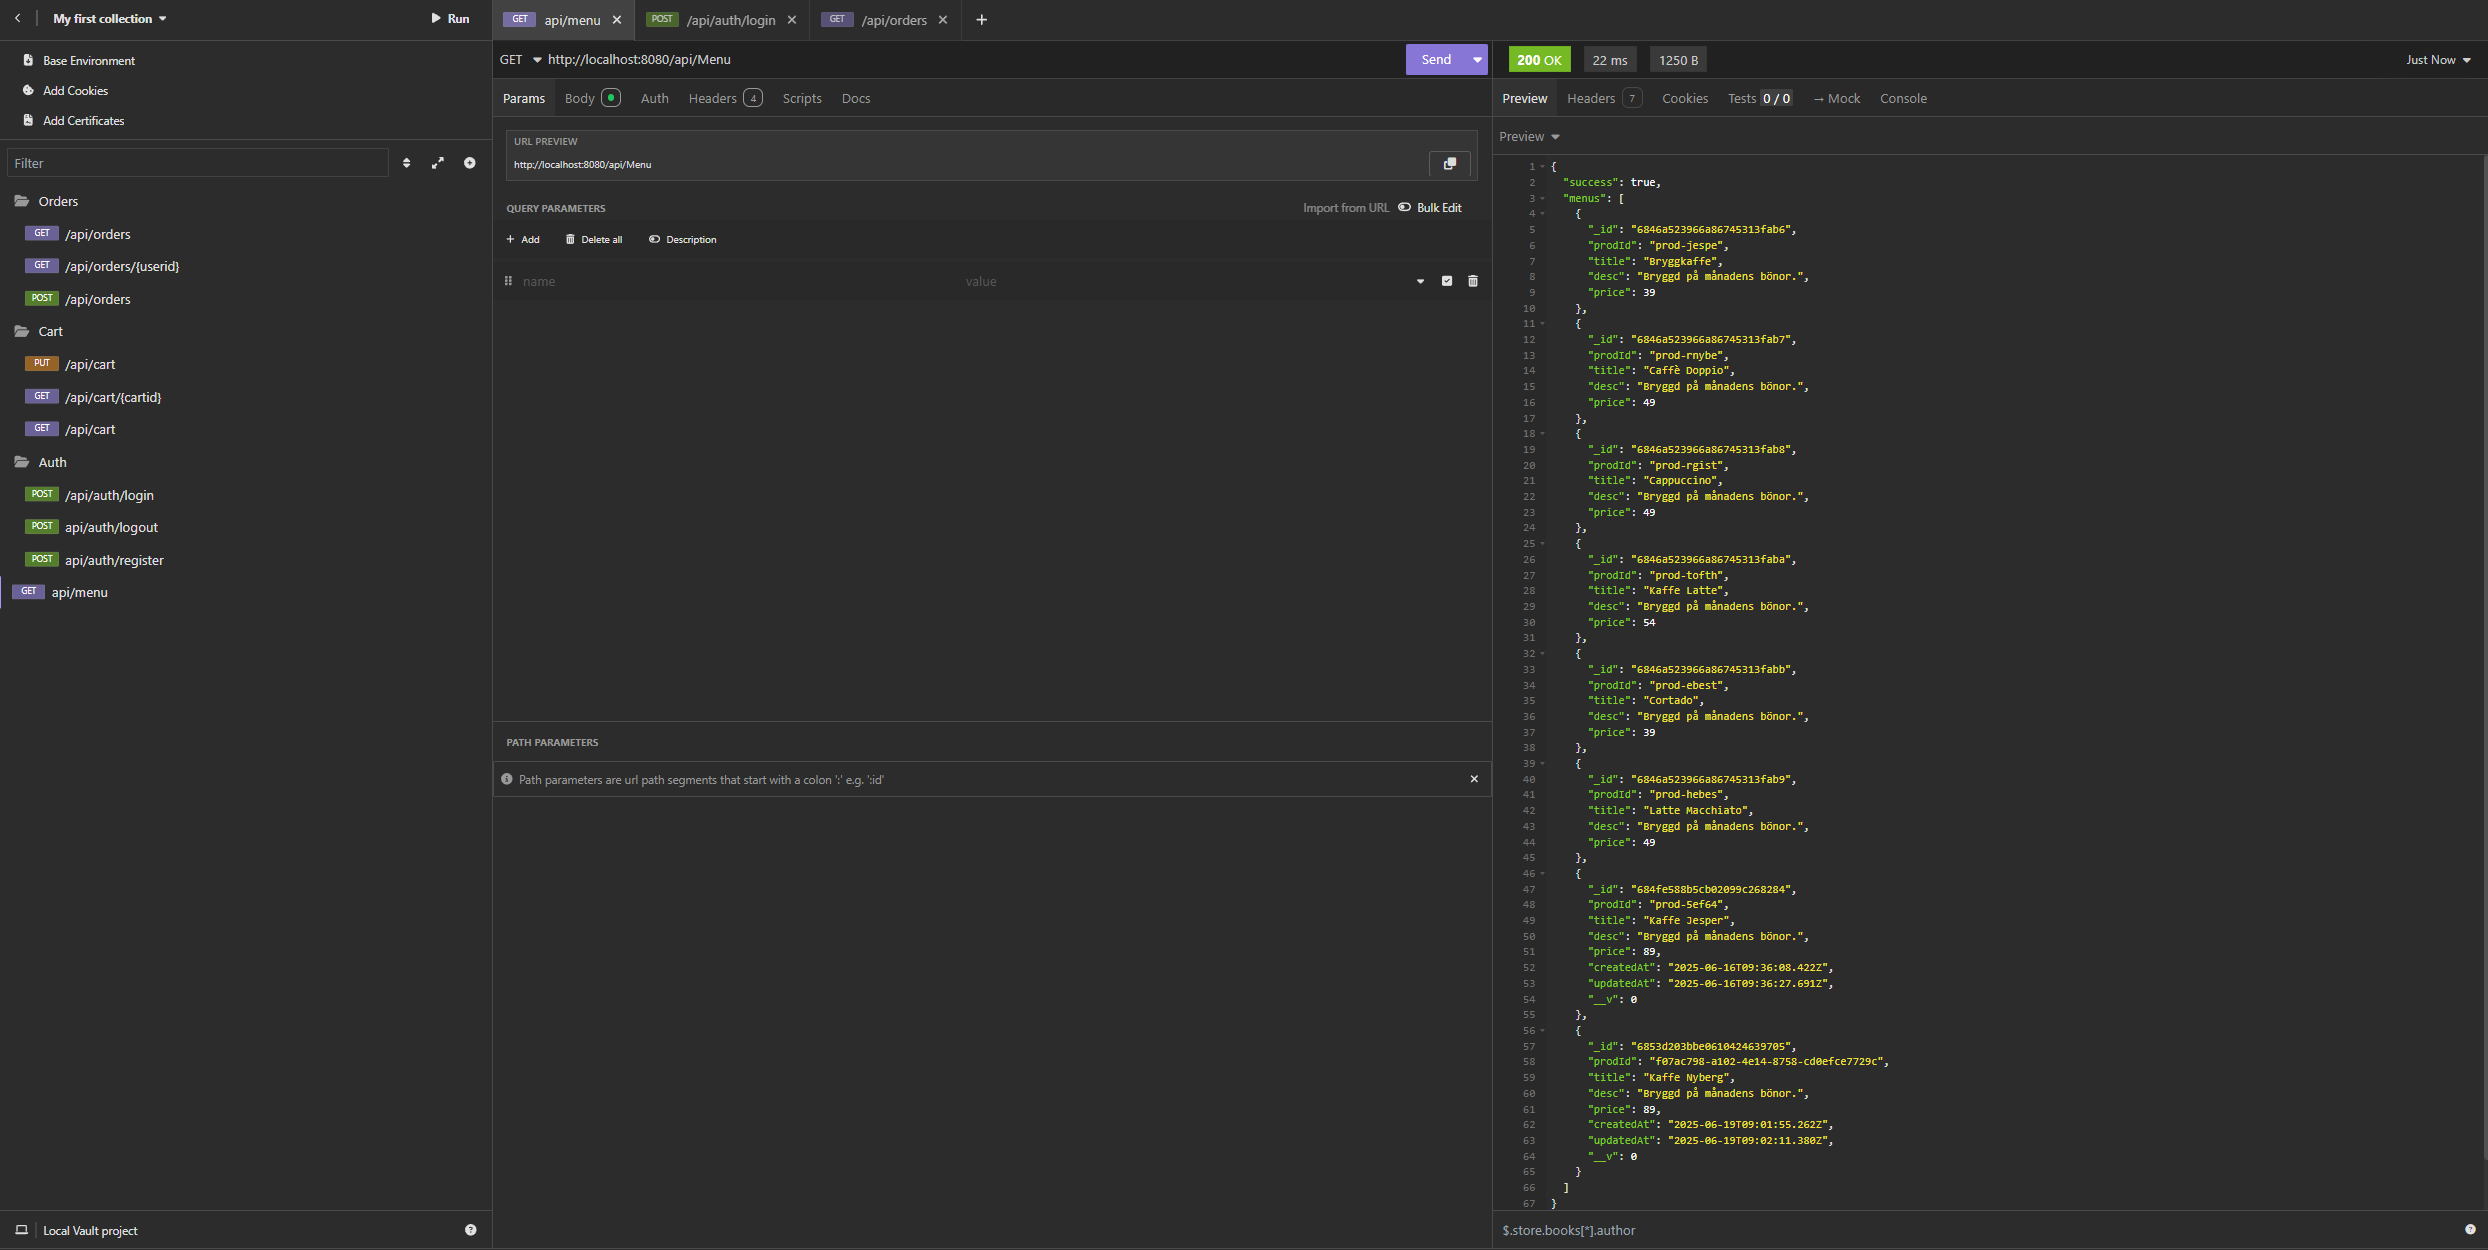 My first collection
Run
Base Environment
Add Cookies
Add Certificates
Filter
Orders
GET /api/orders
GET /api/orders/{userid}
POST /api/orders
Cart
PUT /api/cart
GET /api/cart/{cartid}
GET /api/cart
Auth
POST /api/auth/login
POST api/auth/logout
POST api/auth/register
GET api/menu
Local Vault project
GET api/menu
POST /api/auth/login
GET /api/orders
GET http://localhost:8080/api/Menu
Send
Params Body Auth Headers 4 Scripts Docs
URL PREVIEW
http://localhost:8080/api/Menu
QUERY PARAMETERS
Import from URL Bulk Edit
Add Delete all Description
name value
PATH PARAMETERS
Path parameters are url path segments that start with a colon ':' e.g. ':id'
200 OK 22 ms 1250 B
Just Now
Preview Headers 7 Cookies Tests 0 / 0 → Mock Console
Preview
1 {
2 "success": true,
3 "menus": [
4 {
5 "_id": "6846a523966a86745313fab6",
6 "prodId": "prod-jespe",
7 "title": "Bryggkaffe",
8 "desc": "Bryggd på månadens bönor.",
9 "price": 39
10 },
11 {
12 "_id": "6846a523966a86745313fab7",
13 "prodId": "prod-rnybe",
14 "title": "Caffè Doppio",
15 "desc": "Bryggd på månadens bönor.",
16 "price": 49
17 },
18 {
19 "_id": "6846a523966a86745313fab8",
20 "prodId": "prod-rgist",
21 "title": "Cappuccino",
22 "desc": "Bryggd på månadens bönor.",
23 "price": 49
24 },
25 {
26 "_id": "6846a523966a86745313faba",
27 "prodId": "prod-tofth",
28 "title": "Kaffe Latte",
29 "desc": "Bryggd på månadens bönor.",
30 "price": 54
31 },
32 {
33 "_id": "6846a523966a86745313fabb",
34 "prodId": "prod-ebest",
35 "title": "Cortado",
36 "desc": "Bryggd på månadens bönor.",
37 "price": 39
38 },
39 {
40 "_id": "6846a523966a86745313fab9",
41 "prodId": "prod-hebes",
42 "title": "Latte Macchiato",
43 "desc": "Bryggd på månadens bönor.",
44 "price": 49
45 },
46 {
47 "_id": "684fe588b5cb02099c268284",
48 "prodId": "prod-5ef64",
49 "title": "Kaffe Jesper",
50 "desc": "Bryggd på månadens bönor.",
51 "price": 89,
52 "createdAt": "2025-06-16T09:36:08.422Z",
53 "updatedAt": "2025-06-16T09:36:27.691Z",
54 "__v": 0
55 },
56 {
57 "_id": "6853d203bbe0610424639705",
58 "prodId": "f07ac798-a102-4e14-8758-cd0efce7729c",
59 "title": "Kaffe Nyberg",
60 "desc": "Bryggd på månadens bönor.",
61 "price": 89,
62 "createdAt": "2025-06-19T09:01:55.262Z",
63 "updatedAt": "2025-06-19T09:02:11.380Z",
64 "__v": 0
65 }
66 ]
67 }
$.store.books[*].author